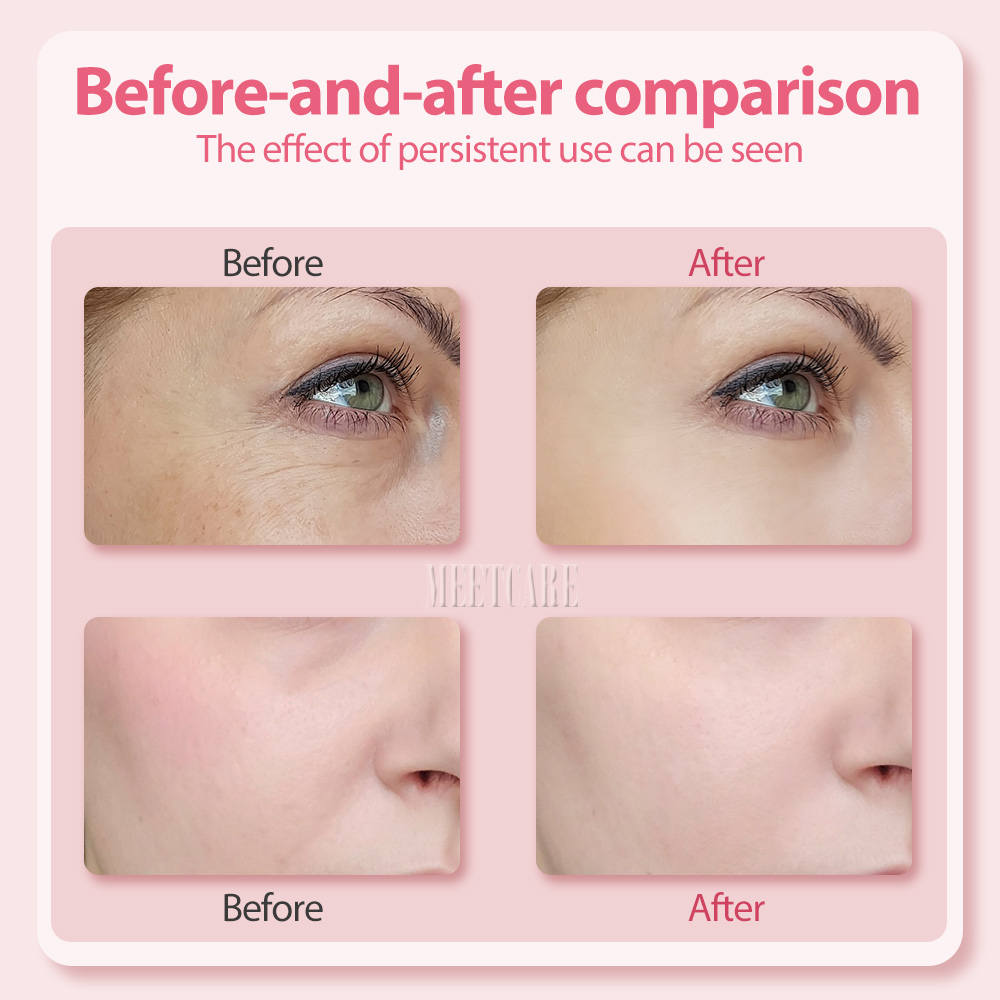 Before-and-after comparison
The effect of persistent use can be seen
Before
After
MEETCARE
Before
After